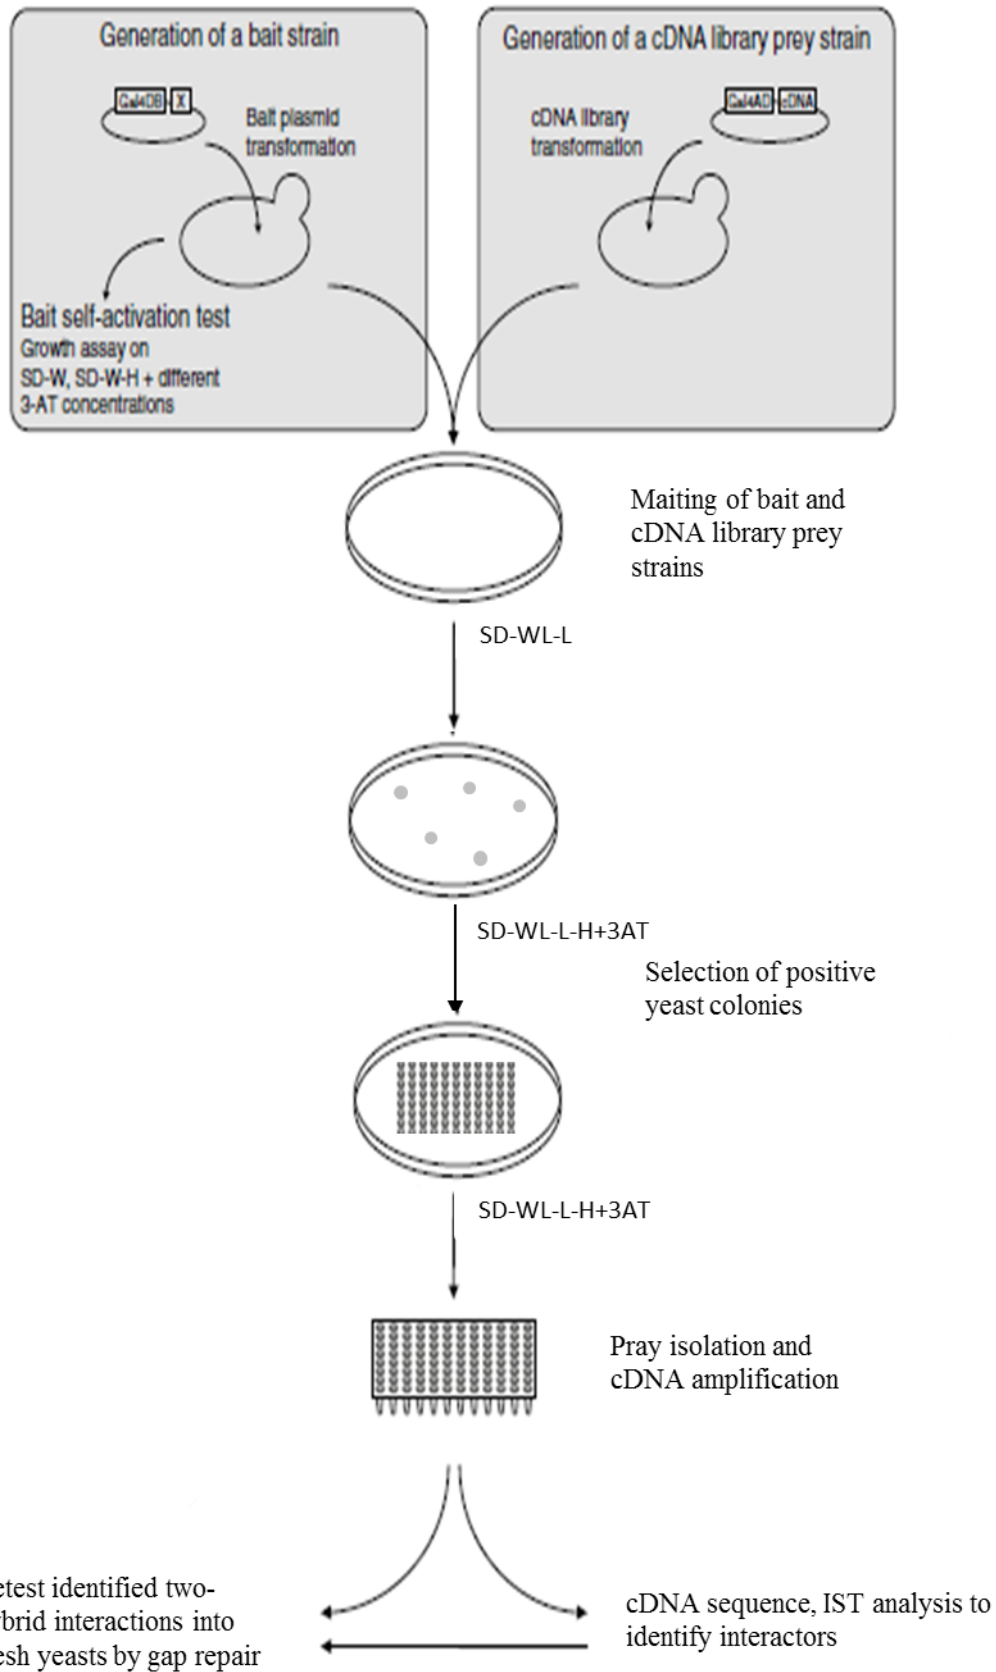 Generation of a bait strain
Gal4DB X
Bait plasmid
transformation
Bait self-activation test
Growth assay on
SD-W, SD-W-H + different
3-AT concentrations
Generation of a cDNA library prey strain
cDNA library
transformation
Gal4AD cDNA
Maiting of bait and
cDNA library prey
strains
SD-WL-L
SD-WL-L-H+3AT
Selection of positive
yeast colonies
SD-WL-L-H+3AT
Pray isolation and
cDNA amplification
etest identified two-
brid interactions into
esh yeasts by gap repair
cDNA sequence, IST analysis to
identify interactors